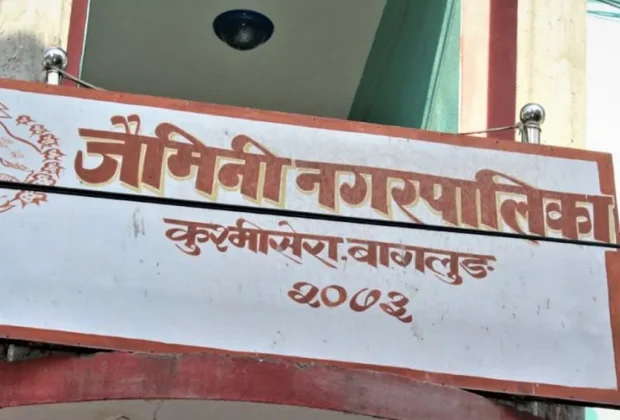 जैमिनी नगरपालिका
कुश्मीसेरा, बागलुङ
२०७३